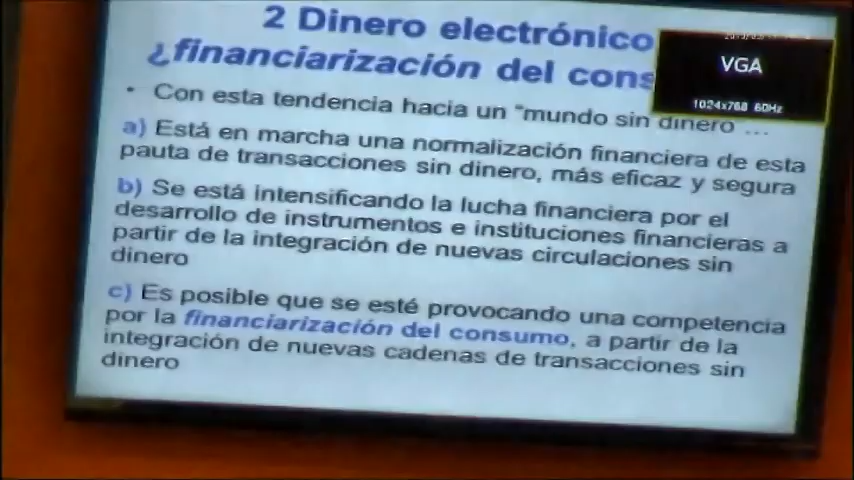 2 Dinero electrónico
¿financiarización del cons
VGA
1024x768 60Hz
• Con esta tendencia hacia un "mundo sin dinero"...
a) Está en marcha una normalización financiera de esta
pauta de transacciones sin dinero, más eficaz y segura
b) Se está intensificando la lucha financiera por el
desarrollo de instrumentos e instituciones financieras a
partir de la integración de nuevas circulaciones sin
dinero
c) Es posible que se esté provocando una competencia
por la financiarización del consumo, a partir de la
integración de nuevas cadenas de transacciones sin
dinero